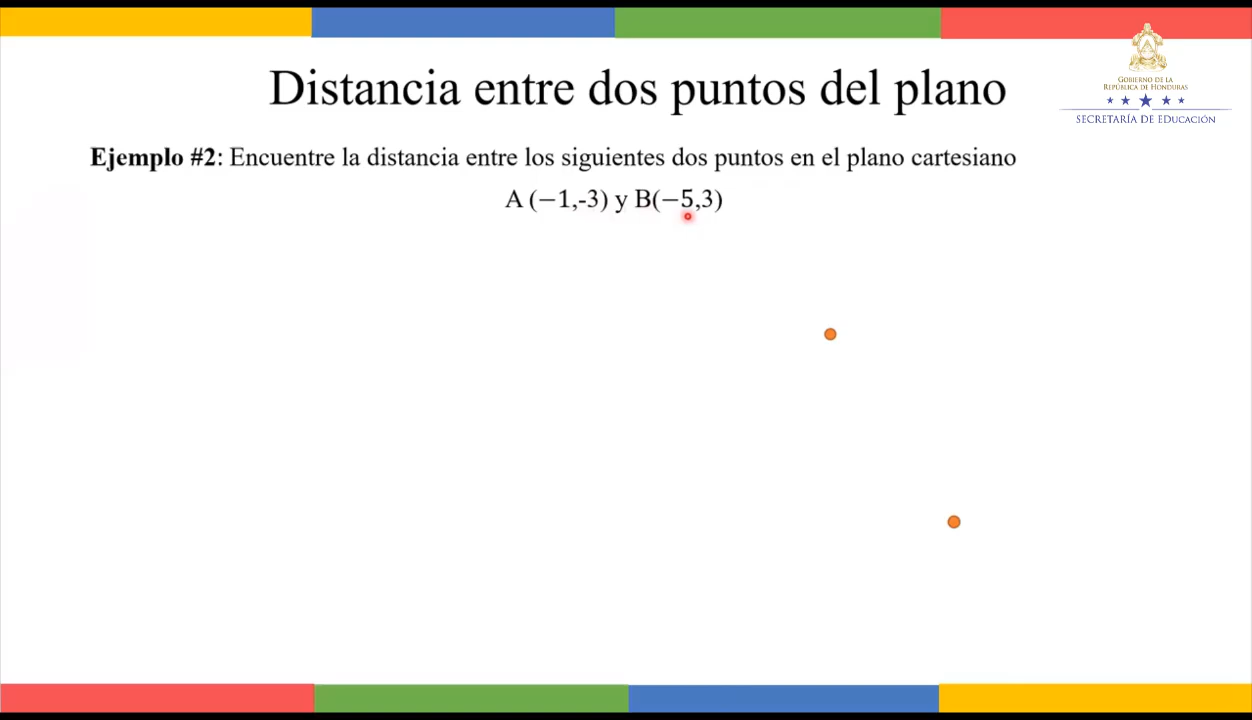 Distancia entre dos puntos del plano
GOBIERNO DE LA
REPÚBLICA DE HONDURAS
SECRETARÍA DE EDUCACIÓN
Ejemplo #2: Encuentre la distancia entre los siguientes dos puntos en el plano cartesiano
A (−1,-3) y B(−5,3)